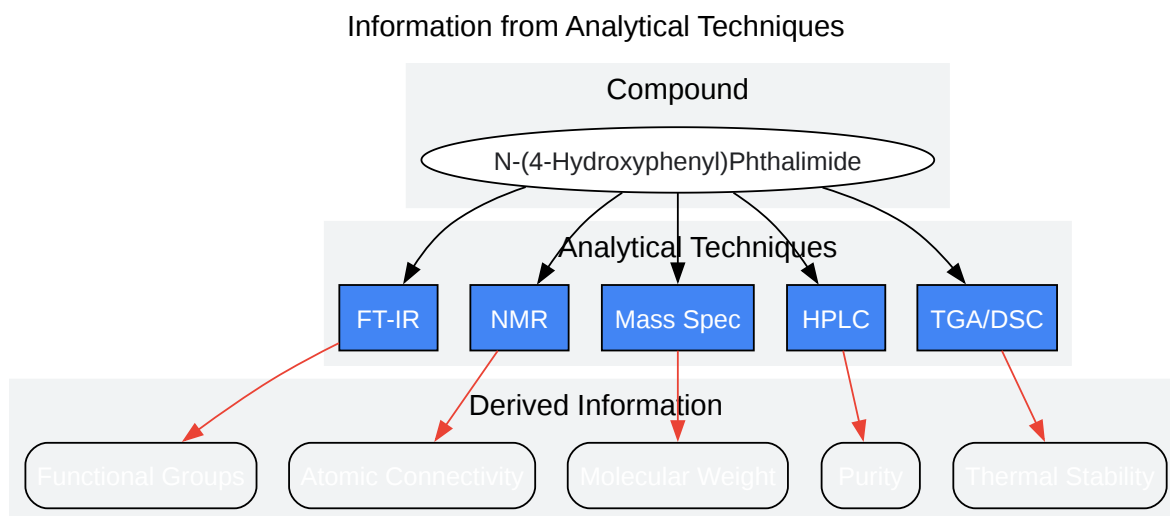 Information from Analytical Techniques
Compound
N-(4-Hydroxyphenyl)Phthalimide
Analytical Techniques
FT-IR
NMR
Mass Spec
HPLC
TGA/DSC
Derived Information
Functional Groups
Atomic Connectivity
Molecular Weight
Purity
Thermal Stability